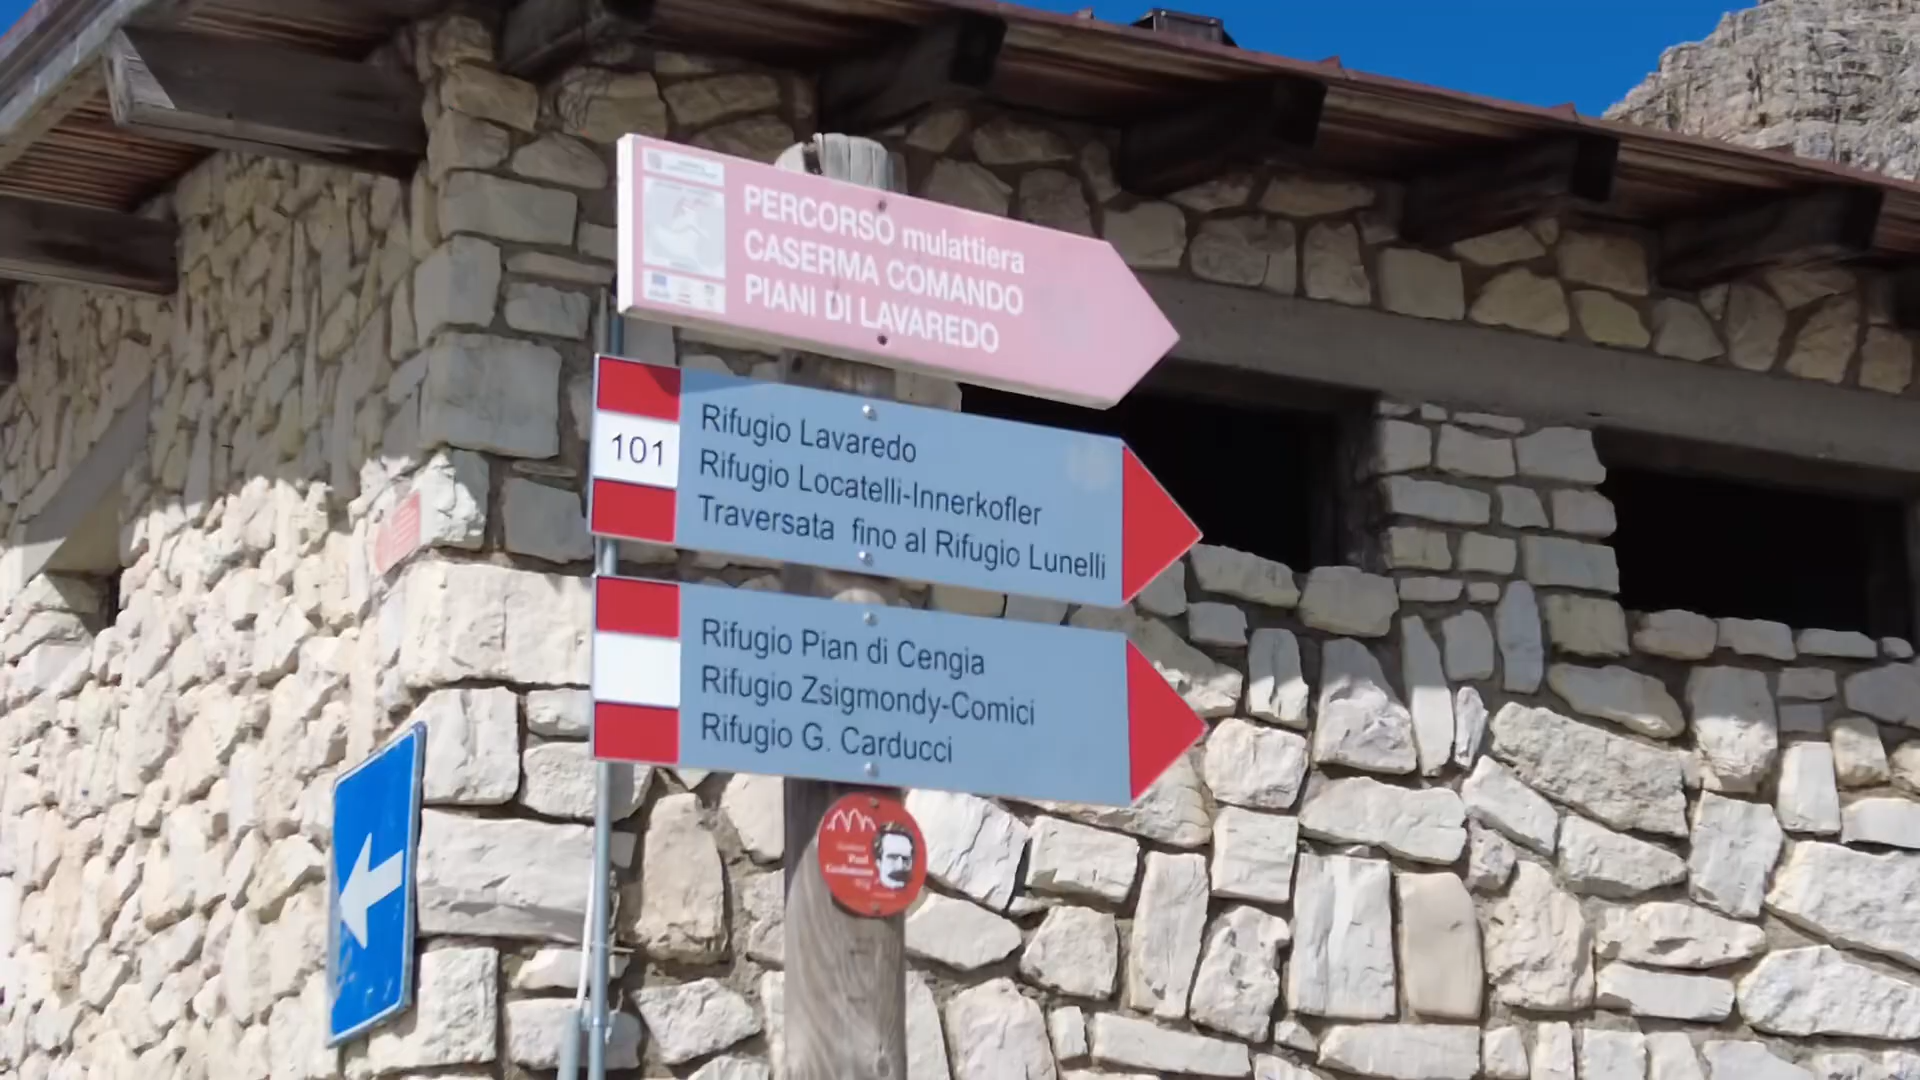 PERCORSO mulattiera
CASERMA COMANDO
PIANI DI LAVAREDO
101
Rifugio Lavaredo
Rifugio Locatelli-Innerkofler
Traversata fino al Rifugio Lunelli
Rifugio Pian di Cengia
Rifugio Zsigmondy-Comici
Rifugio G. Carducci
Paul